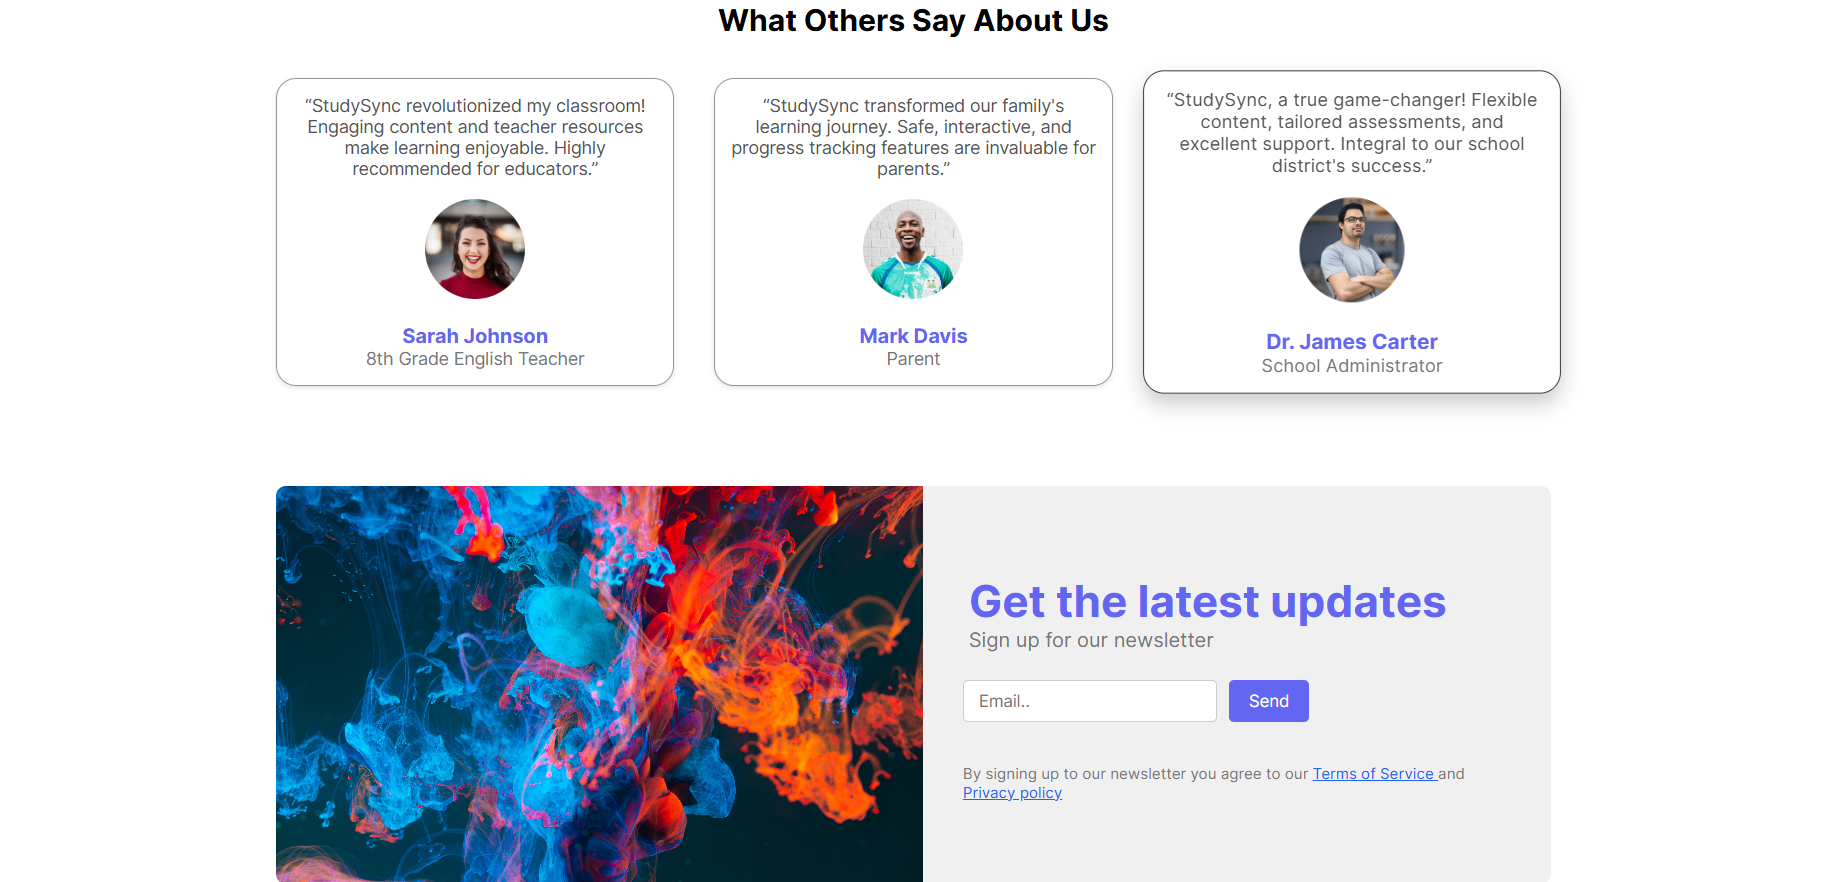 What Others Say About Us
“StudySync revolutionized my classroom!
Engaging content and teacher resources
make learning enjoyable. Highly
recommended for educators.”
Sarah Johnson
8th Grade English Teacher
“StudySync transformed our family's
learning journey. Safe, interactive, and
progress tracking features are invaluable for
parents.”
Mark Davis
Parent
“StudySync, a true game-changer! Flexible
content, tailored assessments, and
excellent support. Integral to our school
district's success.”
Dr. James Carter
School Administrator
Get the latest updates
Sign up for our newsletter
Email..
Send
By signing up to our newsletter you agree to our Terms of Service and
Privacy policy